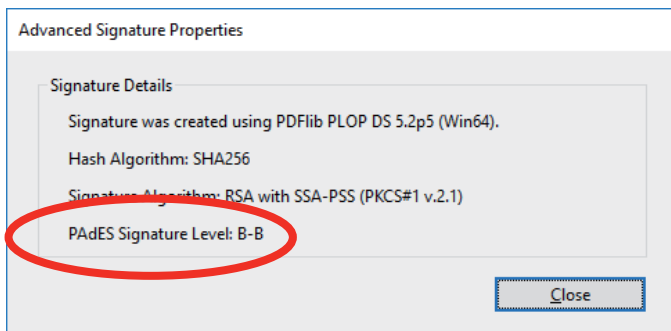 Advanced Signature Properties
Signature Details
Signature was created using PDFlib PLOP DS 5.2p5 (Win64).
Hash Algorithm: SHA256
Signature Algorithm: RSA with SSA-PSS (PKCS#1 v.2.1)
PAdES Signature Level: B-B
Close